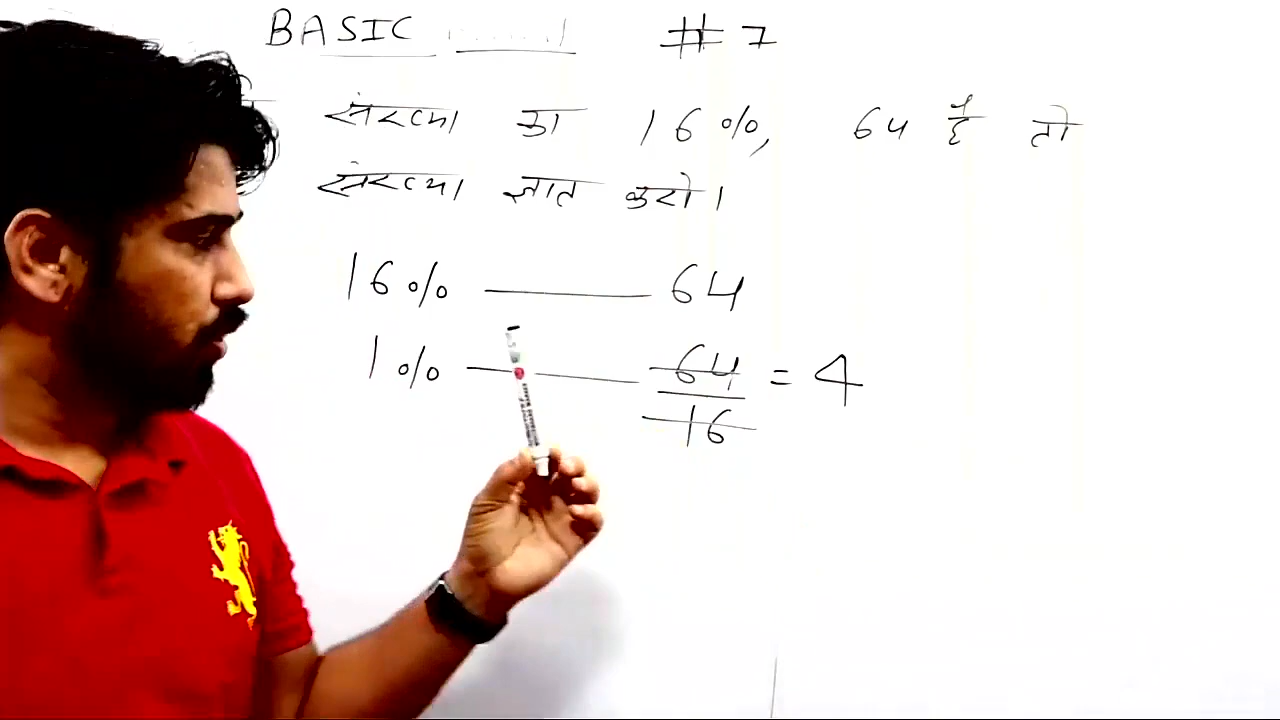 BASIC #7
संख्या का 16%, 64 है तो
संख्या ज्ञात करो।
16% — 64
1% — 64/16 = 4